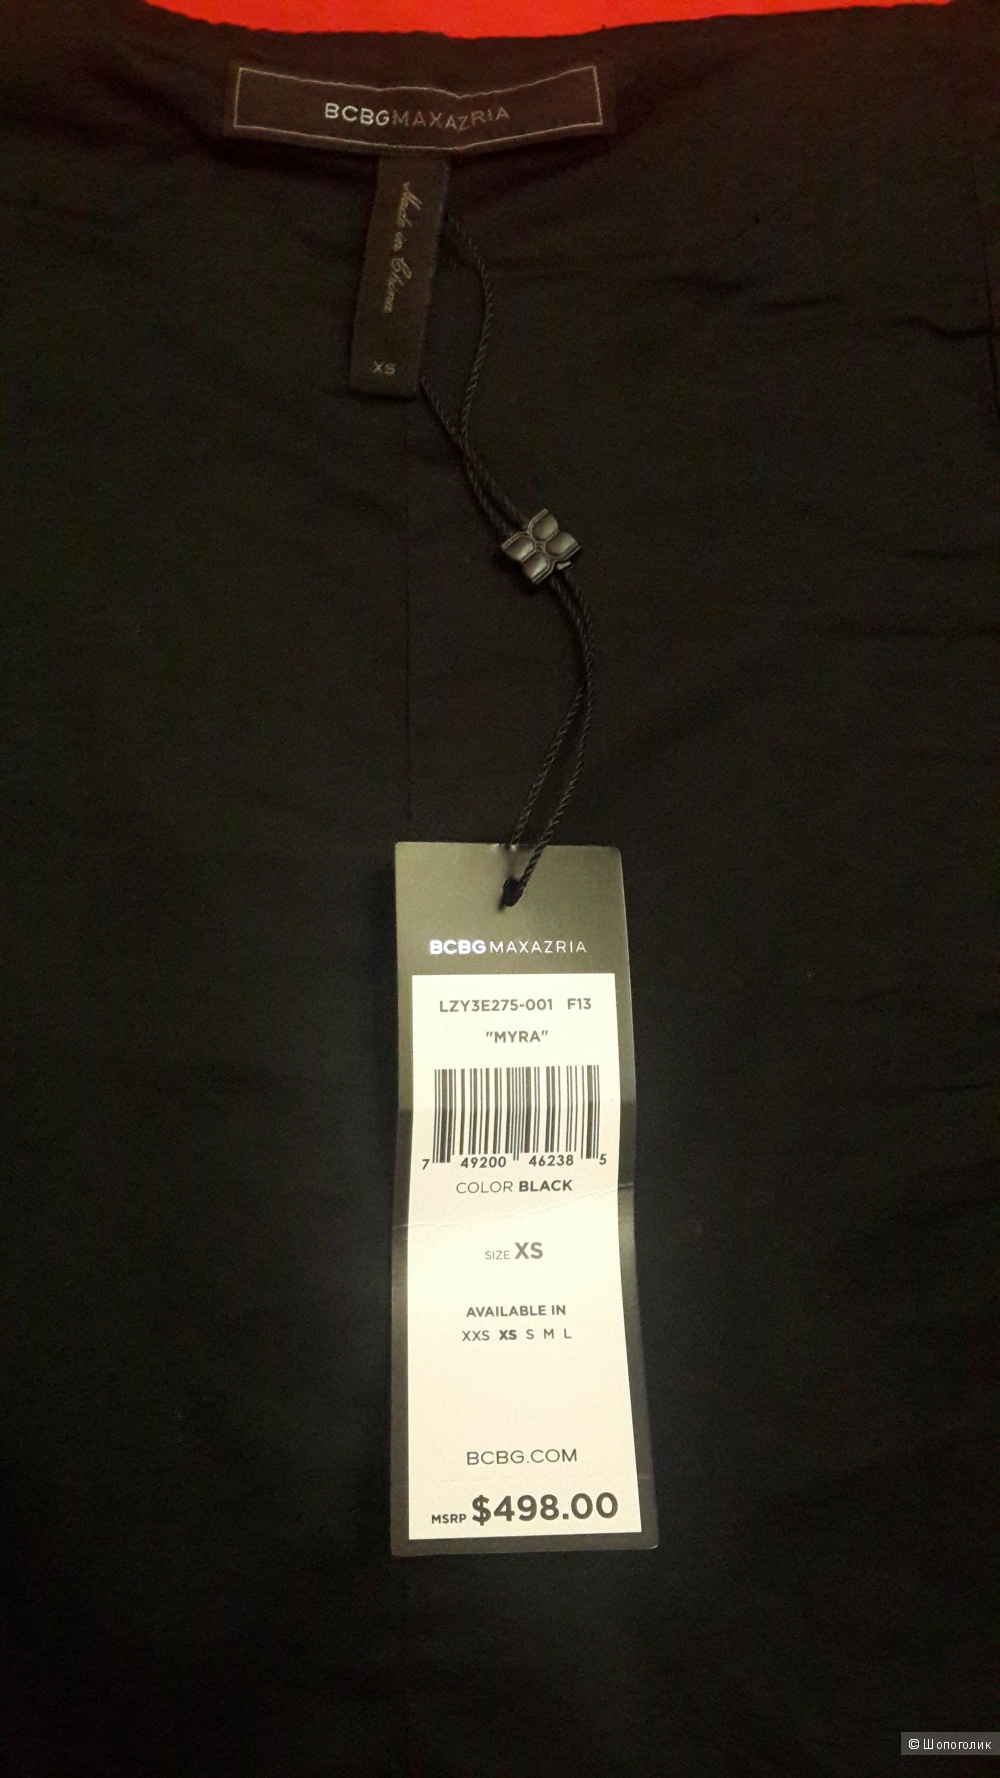 BCBGMAXAZRIA
Made in China
XS
BCBGMAXAZRIA
LZY3E275-001 F13
"MYRA"
7 49200 46238 5
COLOR BLACK
SIZE XS
AVAILABLE IN
XXS XS S M L
BCBG.COM
MSRP $498.00
© Шопоголик